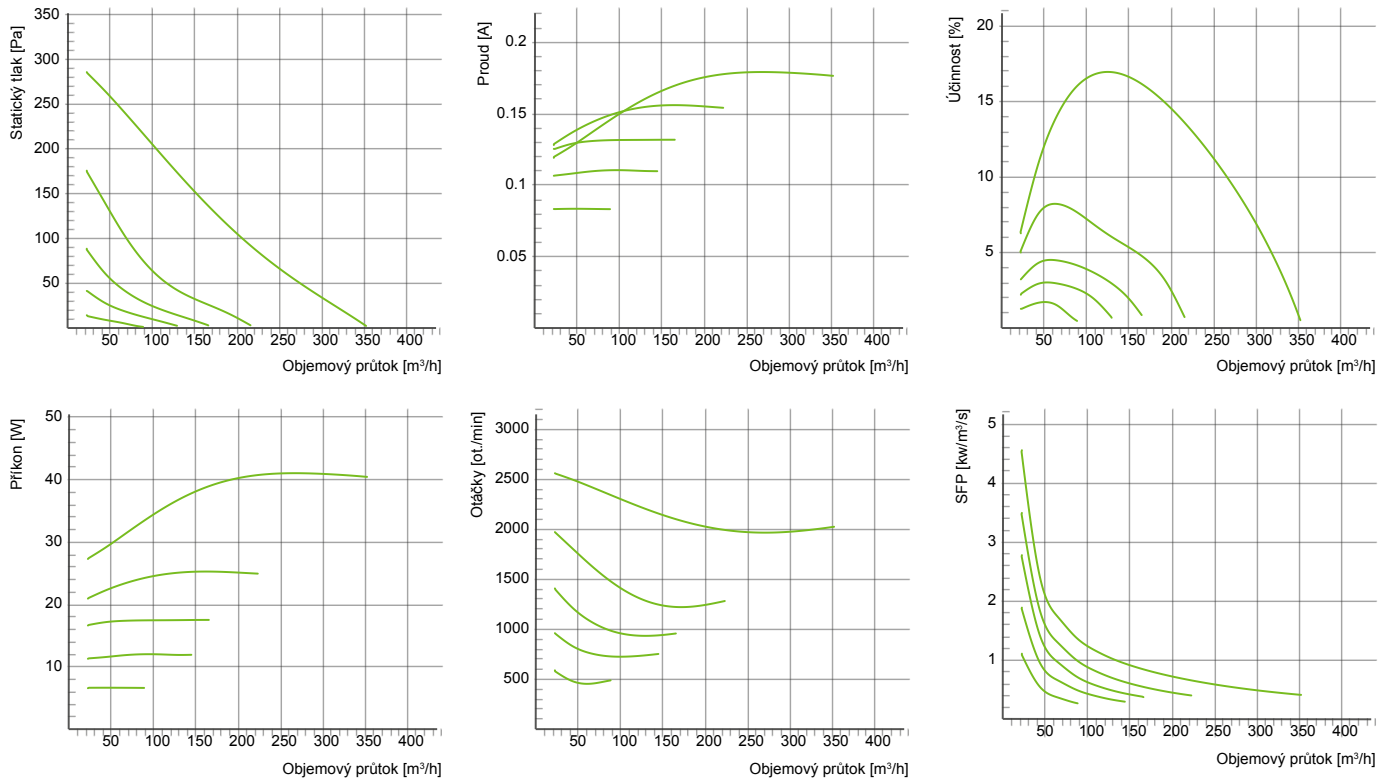 Statický tlak [Pa]
350
300
250
200
150
100
50
50 100 150 200 250 300 350 400
Objemový průtok [m³/h]
Proud [A]
0.2
0.15
0.1
0.05
50 100 150 200 250 300 350 400
Objemový průtok [m³/h]
Účinnost [%]
20
15
10
5
50 100 150 200 250 300 350 400
Objemový průtok [m³/h]
Příkon [W]
50
40
30
20
10
50 100 150 200 250 300 350 400
Objemový průtok [m³/h]
Otáčky [ot./min]
3000
2500
2000
1500
1000
500
50 100 150 200 250 300 350 400
Objemový průtok [m³/h]
SFP [kw/m³/s]
5
4
3
2
1
50 100 150 200 250 300 350 400
Objemový průtok [m³/h]